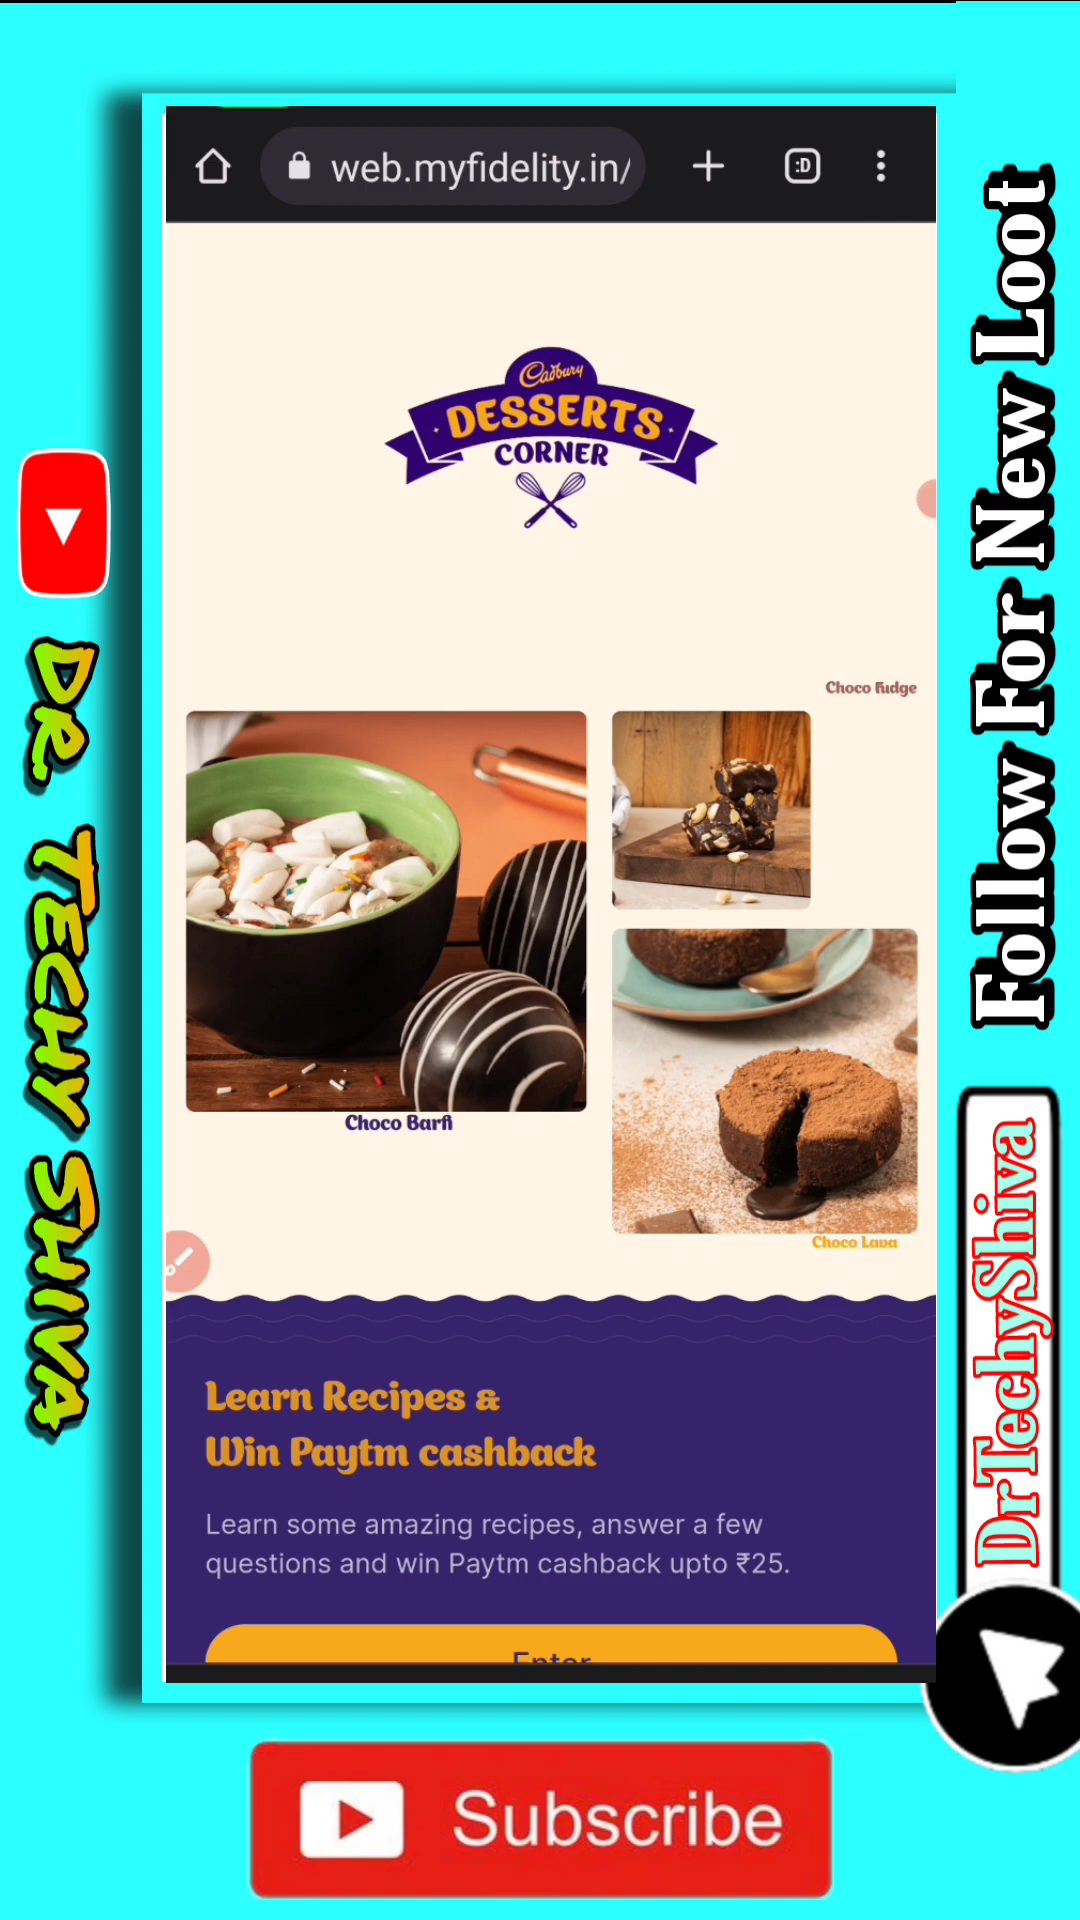 web.myfidelity.in/
:D
Cadbury
DESSERTS
CORNER
Choco Fudge
Choco Barfi
Choco Lava
Learn Recipes &
Win Paytm cashback
Learn some amazing recipes, answer a few
questions and win Paytm cashback upto ₹25.
Enter
DR. TECHY SHIVA
Follow For New Loot
DrTechyShiva
Subscribe